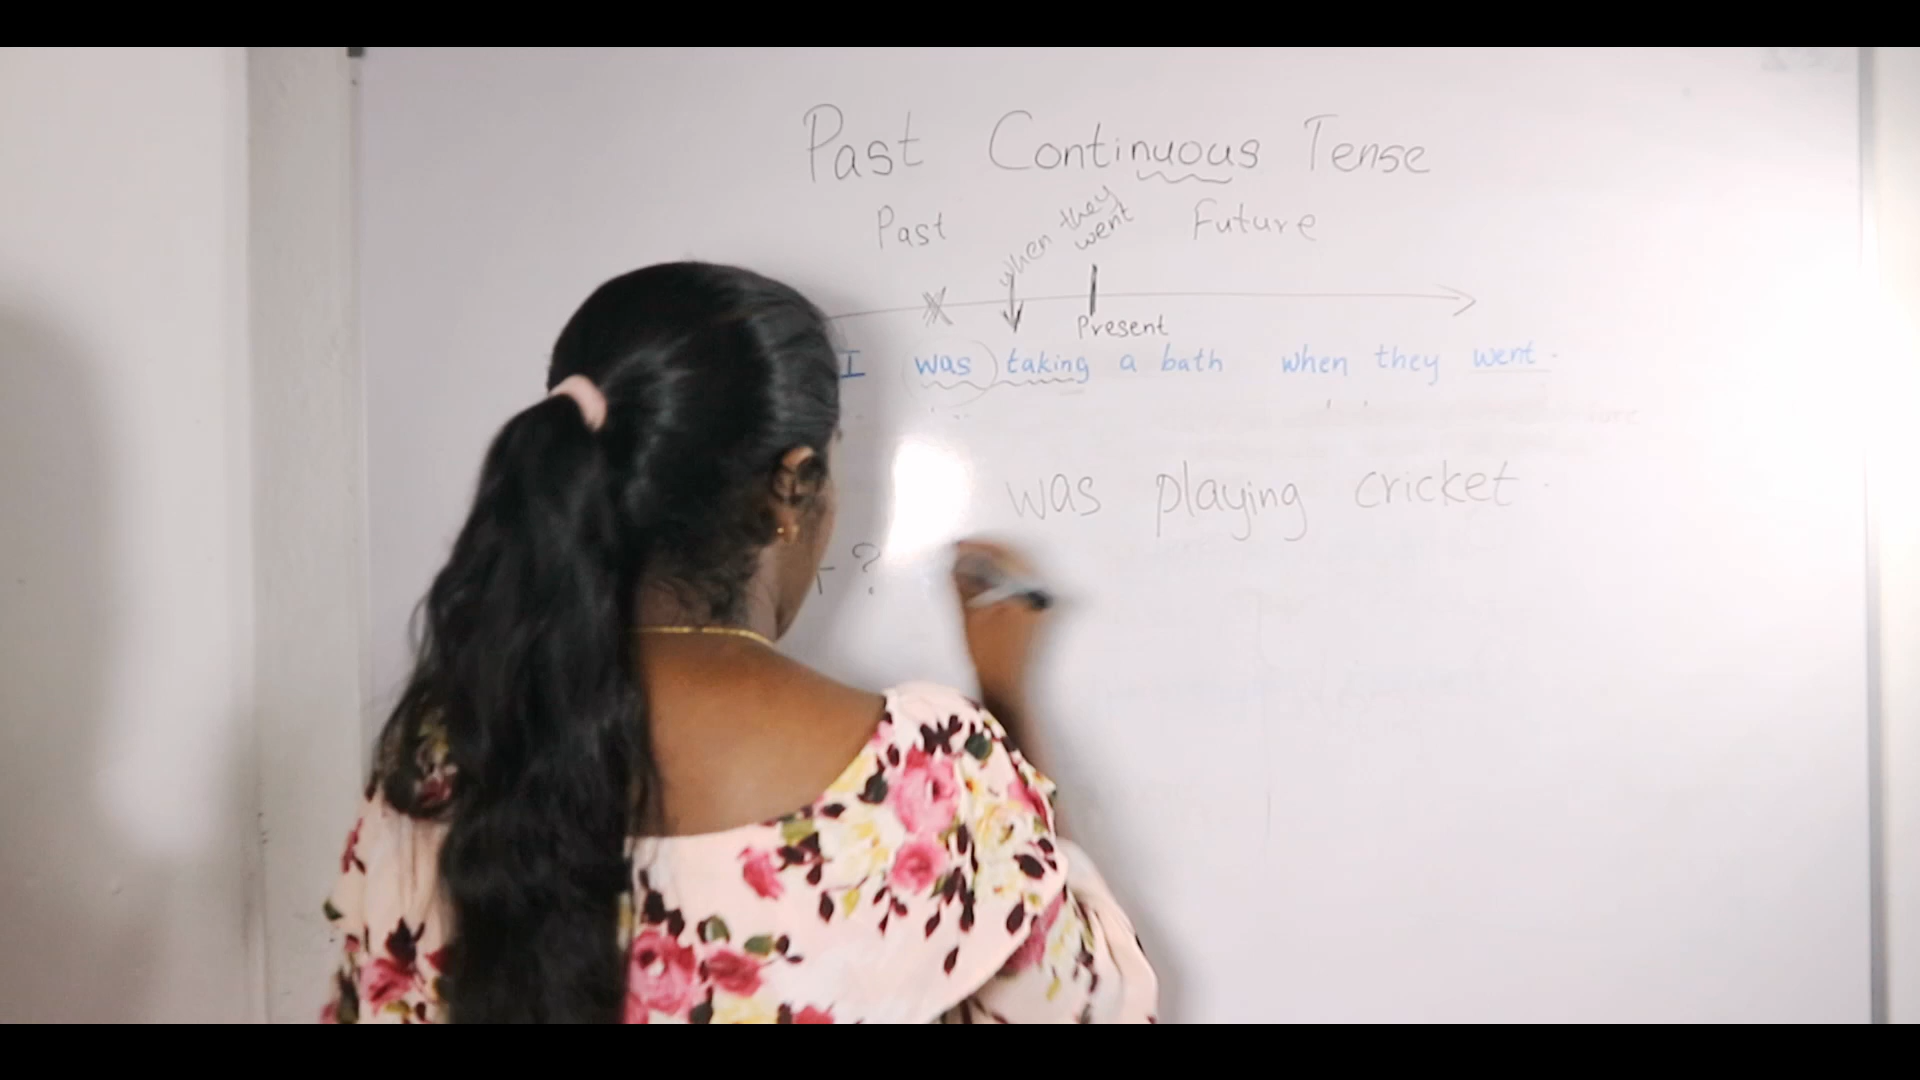 Past Continuous Tense
Past when they went Future
Present
I was taking a bath when they went.
was playing cricket.
?